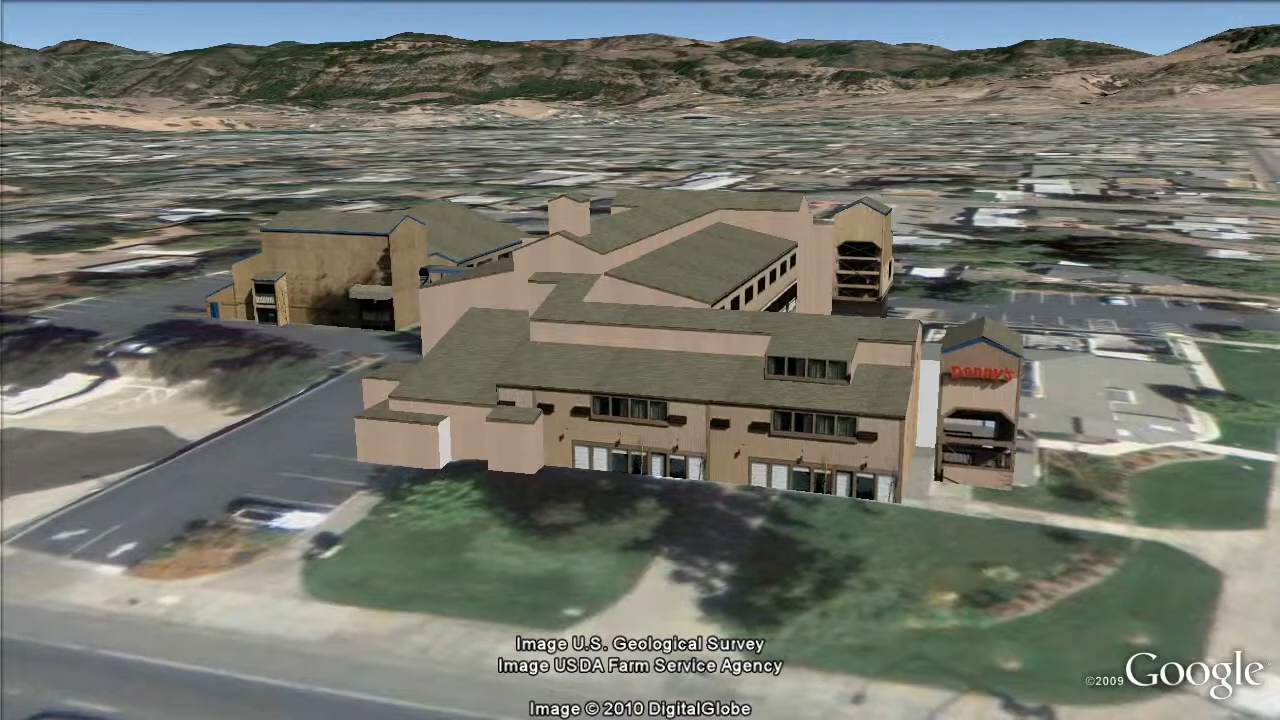 Denny's
Image U.S. Geological Survey
Image USDA Farm Service Agency
©2009 Google
Image © 2010 DigitalGlobe